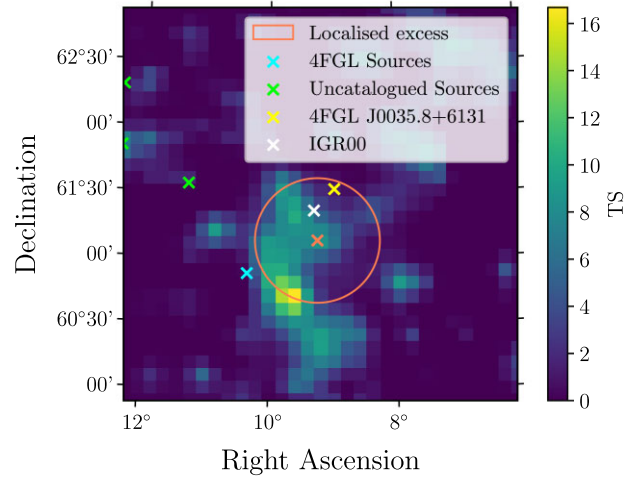 Localised excess
4FGL Sources
Uncatalogued Sources
4FGL J0035.8+6131
IGR00
62°30'
00'
61°30'
00'
60°30'
00'
Declination
12°
10°
8°
Right Ascension
16
14
12
10
8
6
4
2
0
TS